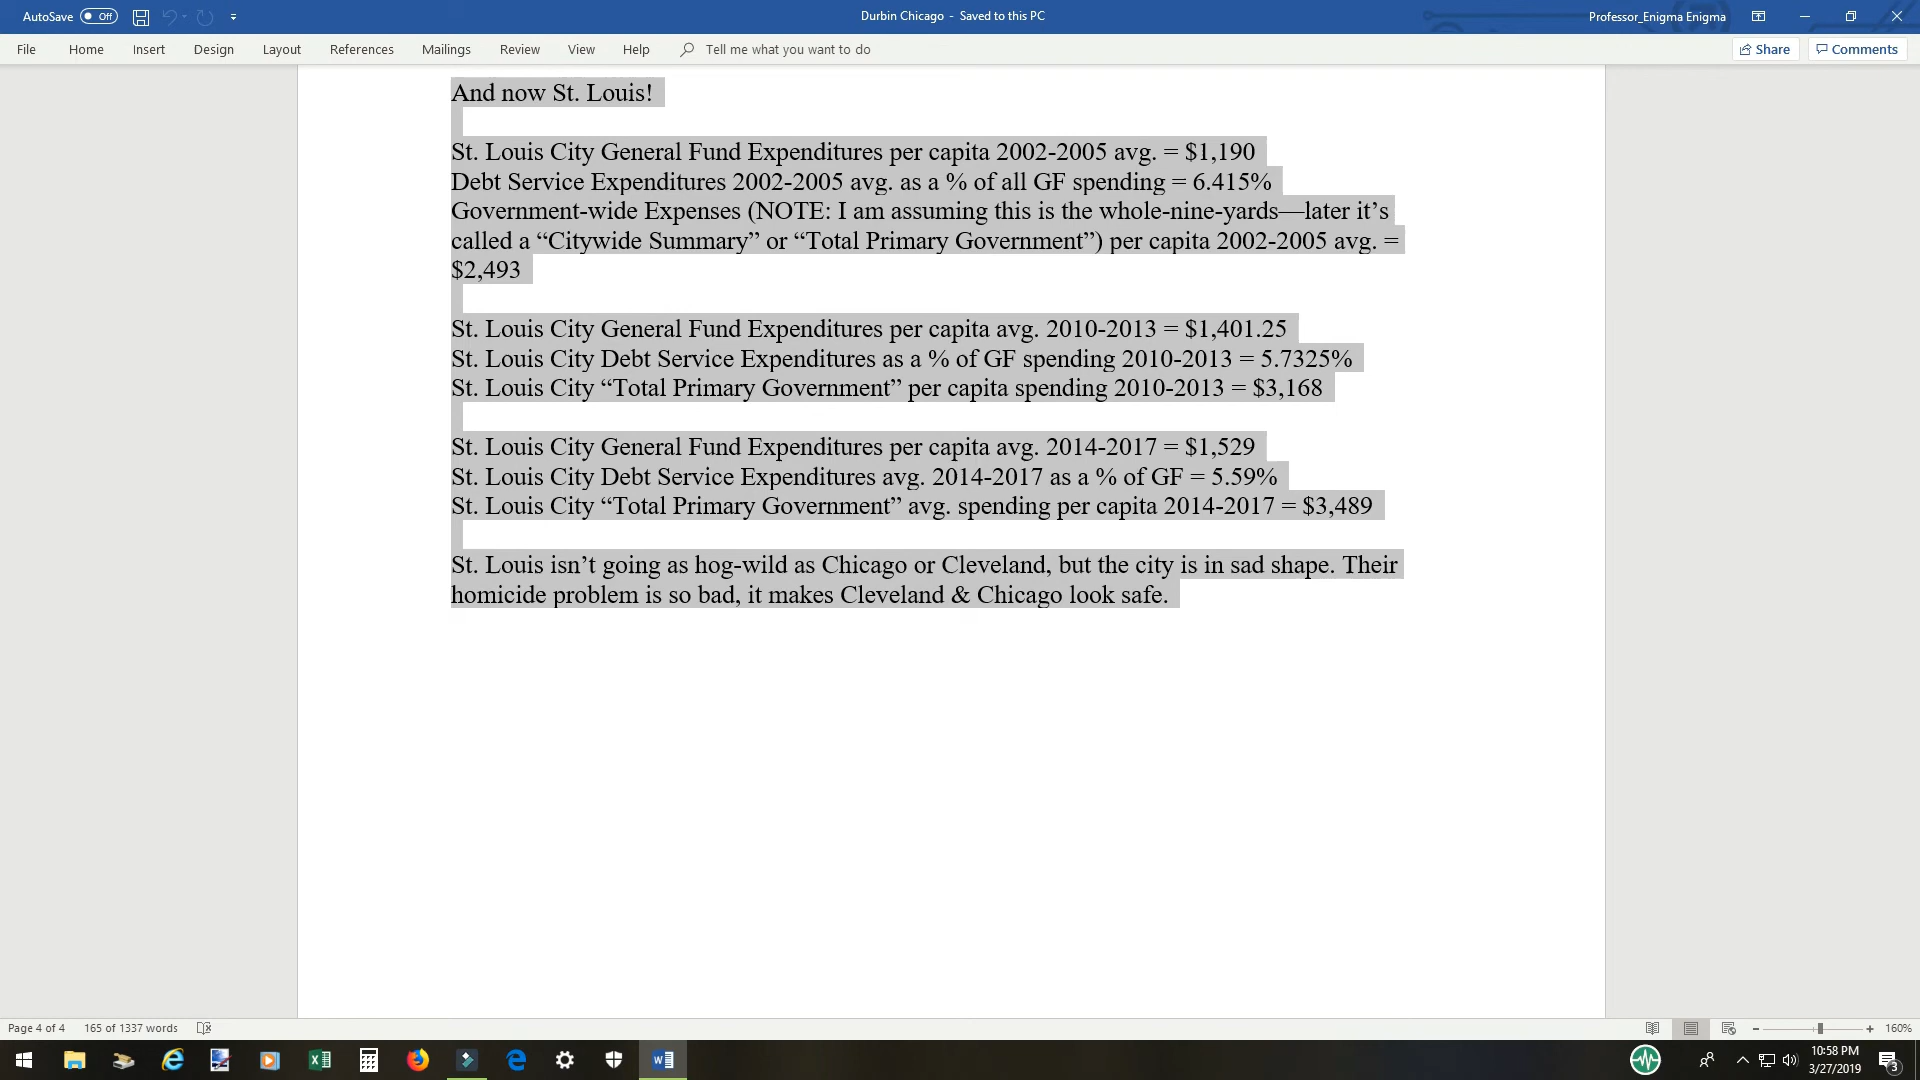 AutoSave Off Durbin Chicago - Saved to this PC Professor_Enigma Enigma
File Home Insert Design Layout References Mailings Review View Help Tell me what you want to do Share Comments
And now St. Louis!
St. Louis City General Fund Expenditures per capita 2002-2005 avg. = $1,190
Debt Service Expenditures 2002-2005 avg. as a % of all GF spending = 6.415%
Government-wide Expenses (NOTE: I am assuming this is the whole-nine-yards—later it’s
called a “Citywide Summary” or “Total Primary Government”) per capita 2002-2005 avg. =
$2,493
St. Louis City General Fund Expenditures per capita avg. 2010-2013 = $1,401.25
St. Louis City Debt Service Expenditures as a % of GF spending 2010-2013 = 5.7325%
St. Louis City “Total Primary Government” per capita spending 2010-2013 = $3,168
St. Louis City General Fund Expenditures per capita avg. 2014-2017 = $1,529
St. Louis City Debt Service Expenditures avg. 2014-2017 as a % of GF = 5.59%
St. Louis City “Total Primary Government” avg. spending per capita 2014-2017 = $3,489
St. Louis isn’t going as hog-wild as Chicago or Cleveland, but the city is in sad shape. Their
homicide problem is so bad, it makes Cleveland & Chicago look safe.
Page 4 of 4 165 of 1337 words 160%
10:58 PM
3/27/2019 3